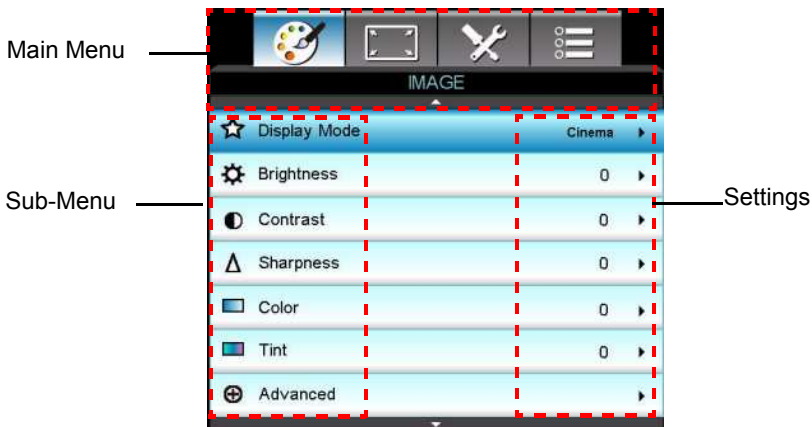 Main Menu
IMAGE
Display Mode Cinema
Brightness 0
Sub-Menu
Settings
Contrast 0
Sharpness 0
Color 0
Tint 0
Advanced